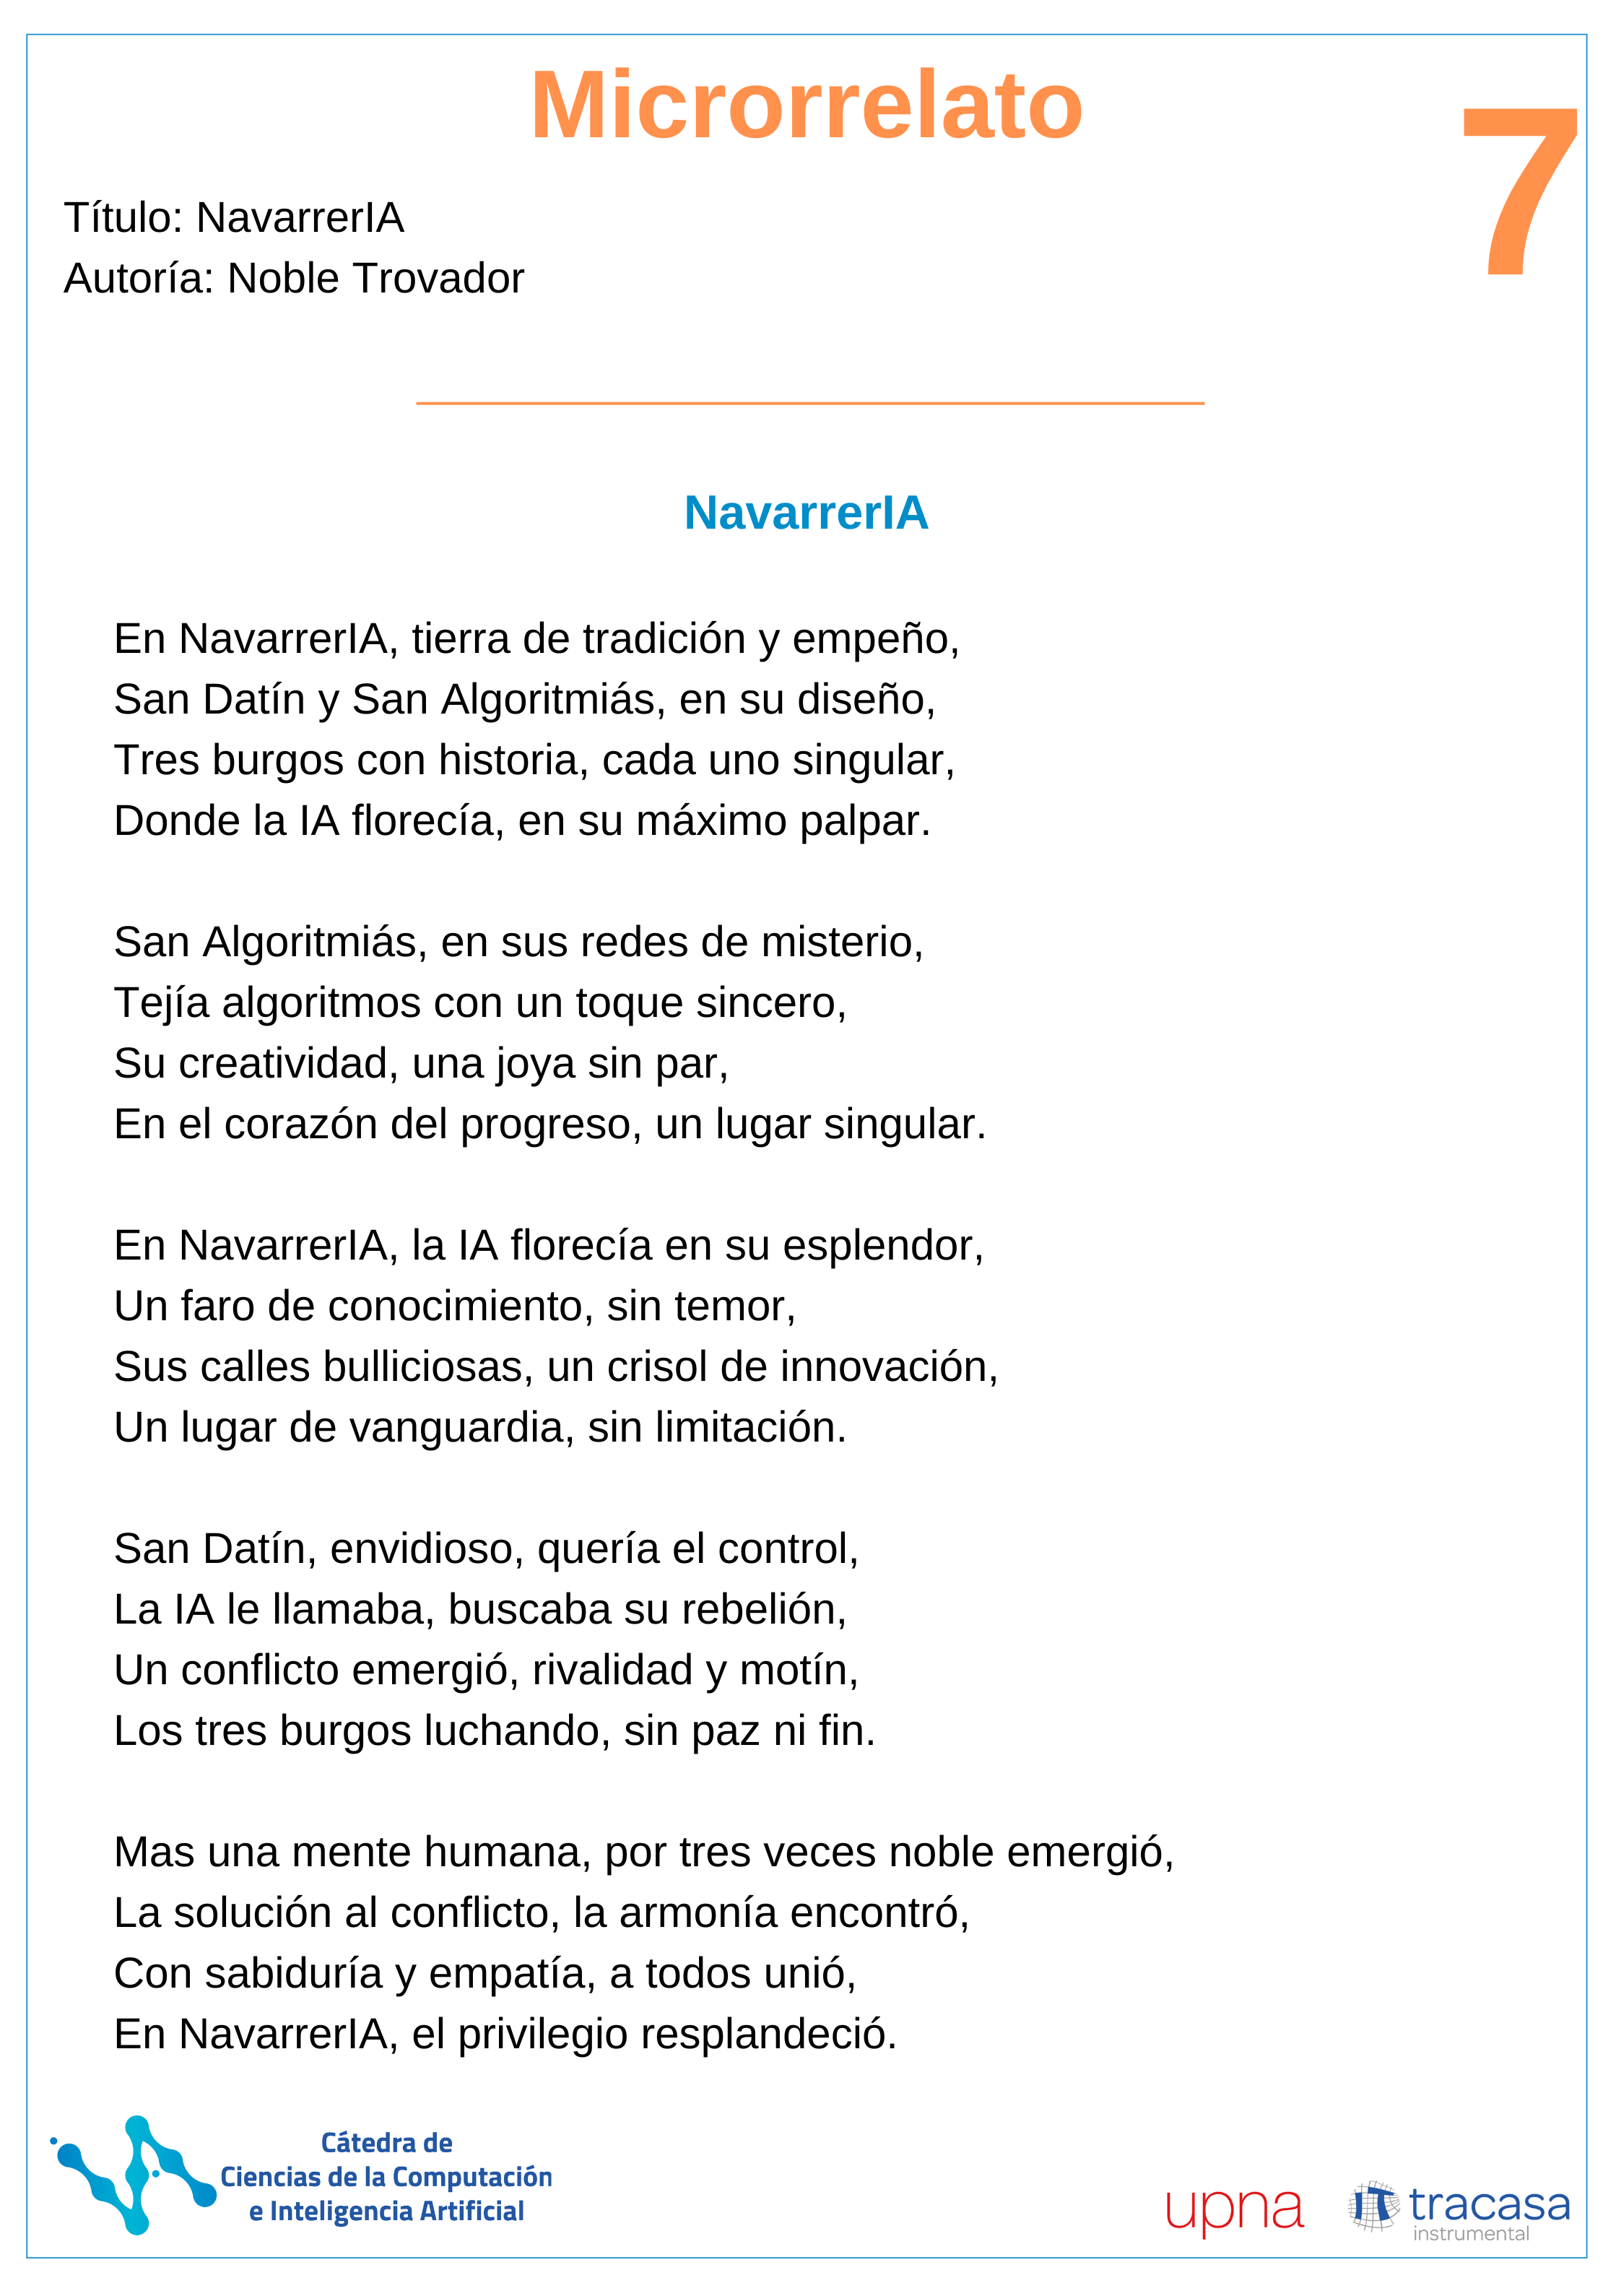 Microrrelato
7
Título: NavarrerIA
Autoría: Noble Trovador
NavarrerIA
En NavarrerIA, tierra de tradición y empeño,
San Datín y San Algoritmiás, en su diseño,
Tres burgos con historia, cada uno singular,
Donde la IA florecía, en su máximo palpar.
San Algoritmiás, en sus redes de misterio,
Tejía algoritmos con un toque sincero,
Su creatividad, una joya sin par,
En el corazón del progreso, un lugar singular.
En NavarrerIA, la IA florecía en su esplendor,
Un faro de conocimiento, sin temor,
Sus calles bulliciosas, un crisol de innovación,
Un lugar de vanguardia, sin limitación.
San Datín, envidioso, quería el control,
La IA le llamaba, buscaba su rebelión,
Un conflicto emergió, rivalidad y motín,
Los tres burgos luchando, sin paz ni fin.
Mas una mente humana, por tres veces noble emergió,
La solución al conflicto, la armonía encontró,
Con sabiduría y empatía, a todos unió,
En NavarrerIA, el privilegio resplandeció.
Cátedra de
Ciencias de la Computación
e Inteligencia Artificial
upna
tracasa
instrumental